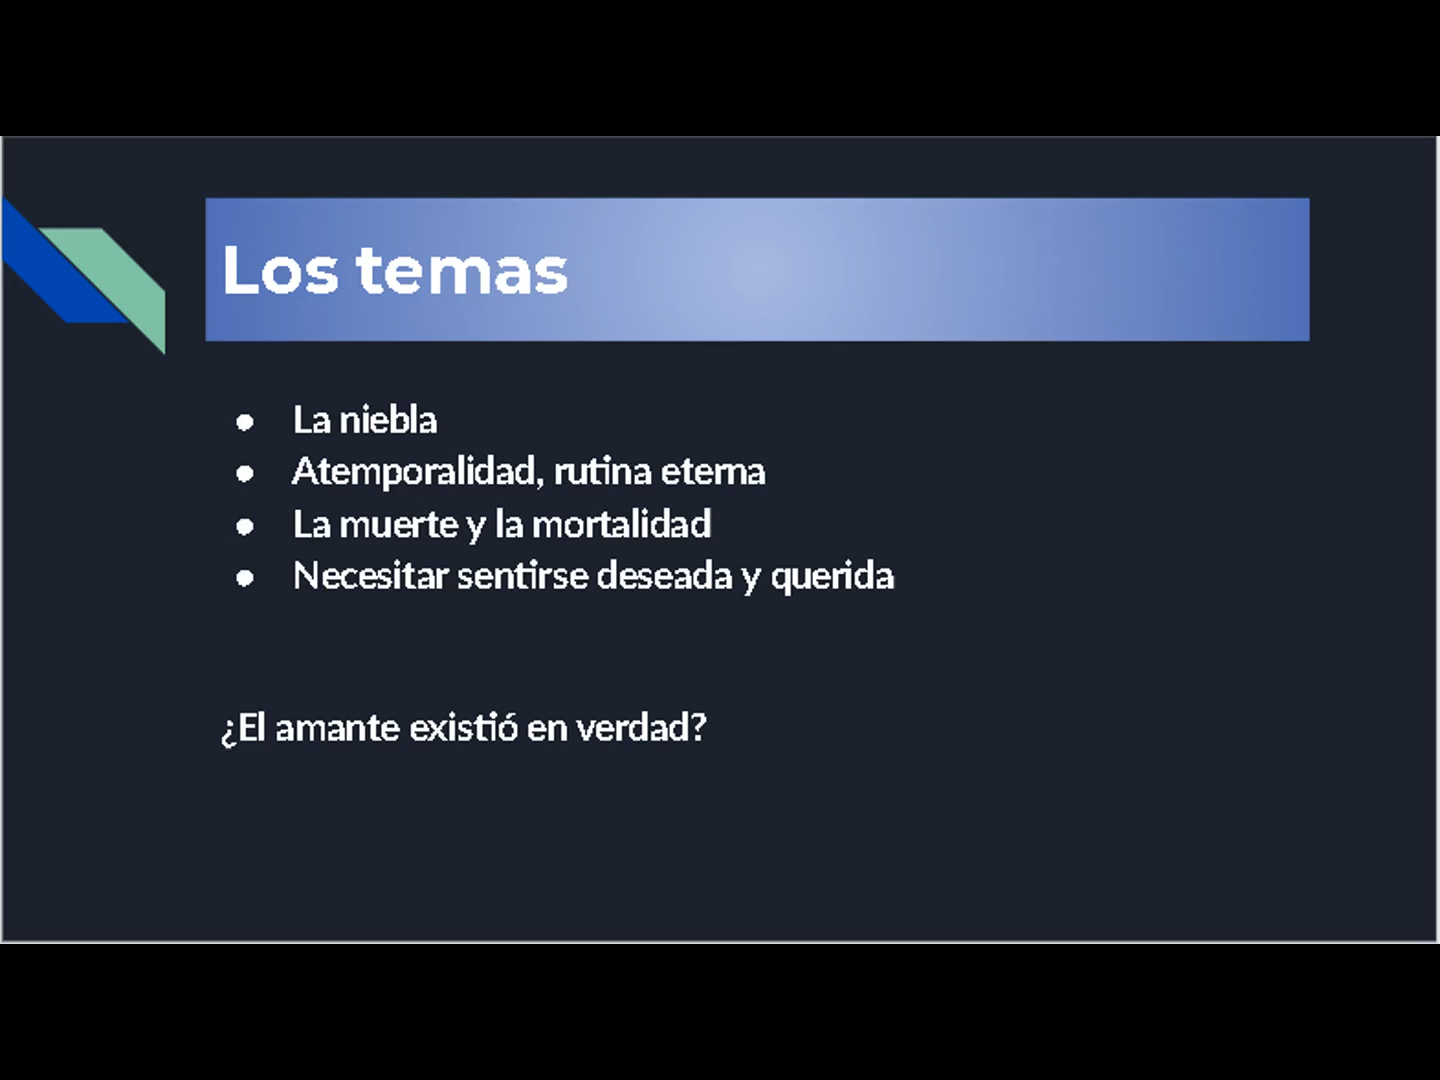 Los temas
● La niebla
● Atemporalidad, rutina eterna
● La muerte y la mortalidad
● Necesitar sentirse deseada y querida
¿El amante existió en verdad?